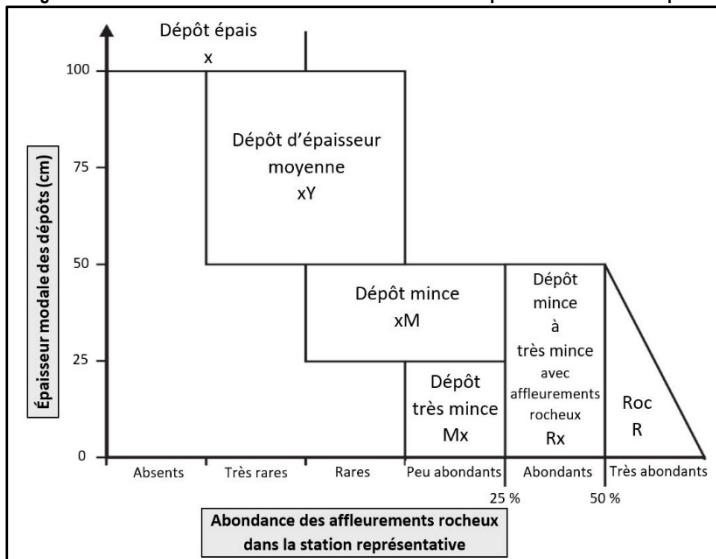 Dépôt épais
x
100
75
50
25
0
Épaisseur modale des dépôts (cm)
Dépôt d'épaisseur
moyenne
xY
Dépôt mince
xM
Dépôt
très mince
Mx
Dépôt
mince
à
très mince
avec
affleurements
rocheux
Rx
Roc
R
Absents
Très rares
Rares
Peu abondants
Abondants
Très abondants
25 %
50 %
Abondance des affleurements rocheux
dans la station représentative